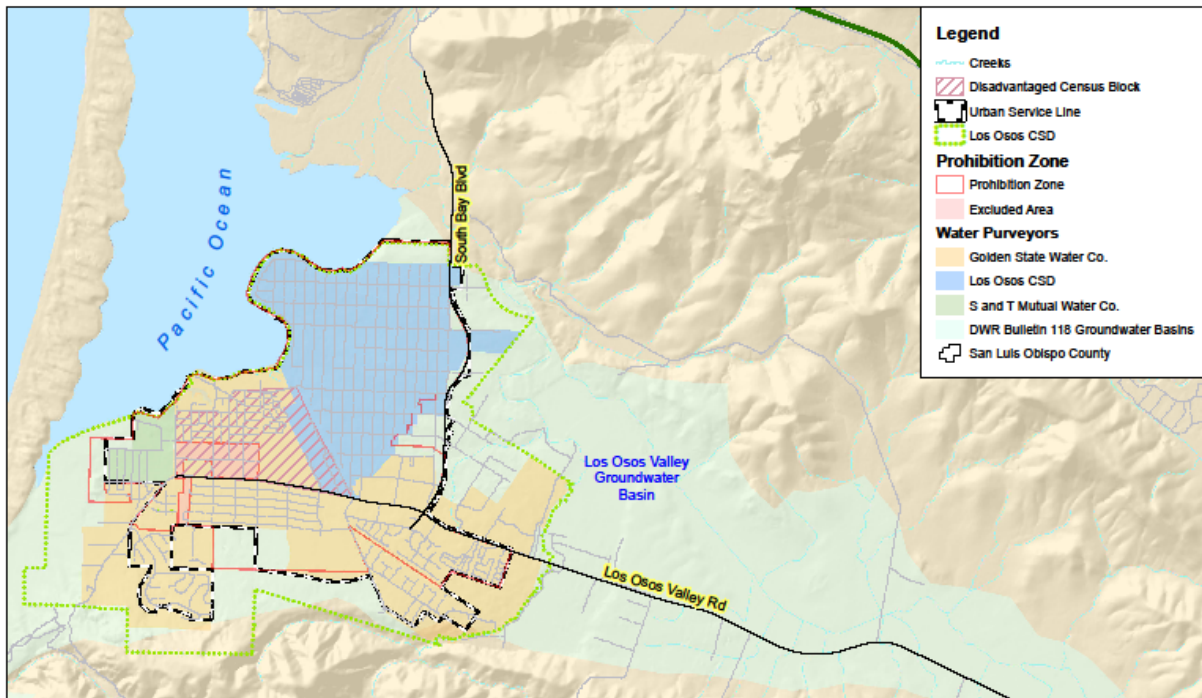 Pacific Ocean
South Bay Blvd
Los Osos Valley
Groundwater
Basin
Los Osos Valley Rd
Legend
Creeks
Disadvantaged Census Block
Urban Service Line
Los Osos CSD
Prohibition Zone
Prohibition Zone
Excluded Area
Water Purveyors
Golden State Water Co.
Los Osos CSD
S and T Mutual Water Co.
DWR Bulletin 118 Groundwater Basins
San Luis Obispo County